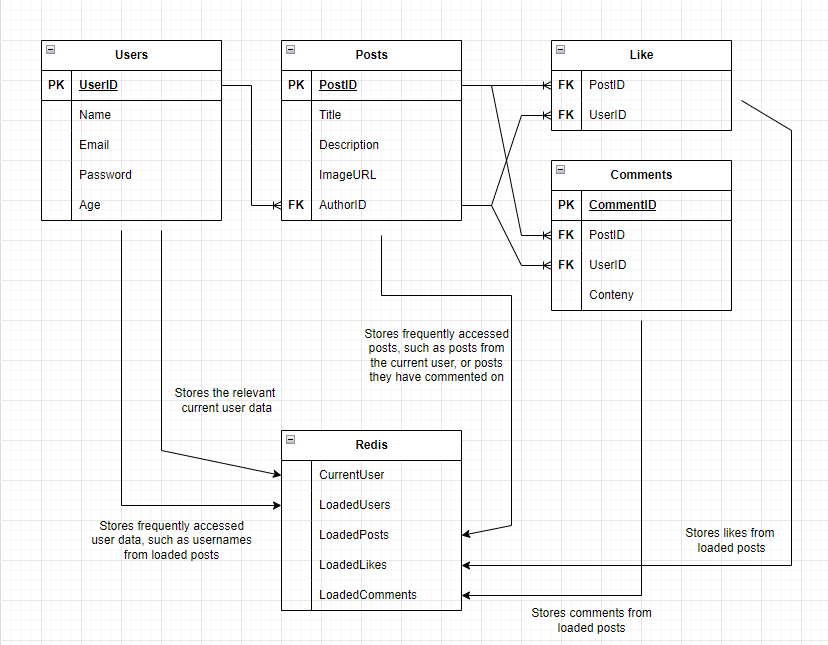 Users
PK UserID
Name
Email
Password
Age
Posts
PK PostID
Title
Description
ImageURL
FK AuthorID
Like
FK PostID
FK UserID
Comments
PK CommentID
FK PostID
FK UserID
Conteny
Stores frequently accessed
posts, such as posts from
the current user, or posts
they have commented on
Stores the relevant
current user data
Redis
CurrentUser
LoadedUsers
LoadedPosts
LoadedLikes
LoadedComments
Stores frequently accessed
user data, such as usernames
from loaded posts
Stores likes from
loaded posts
Stores comments from
loaded posts